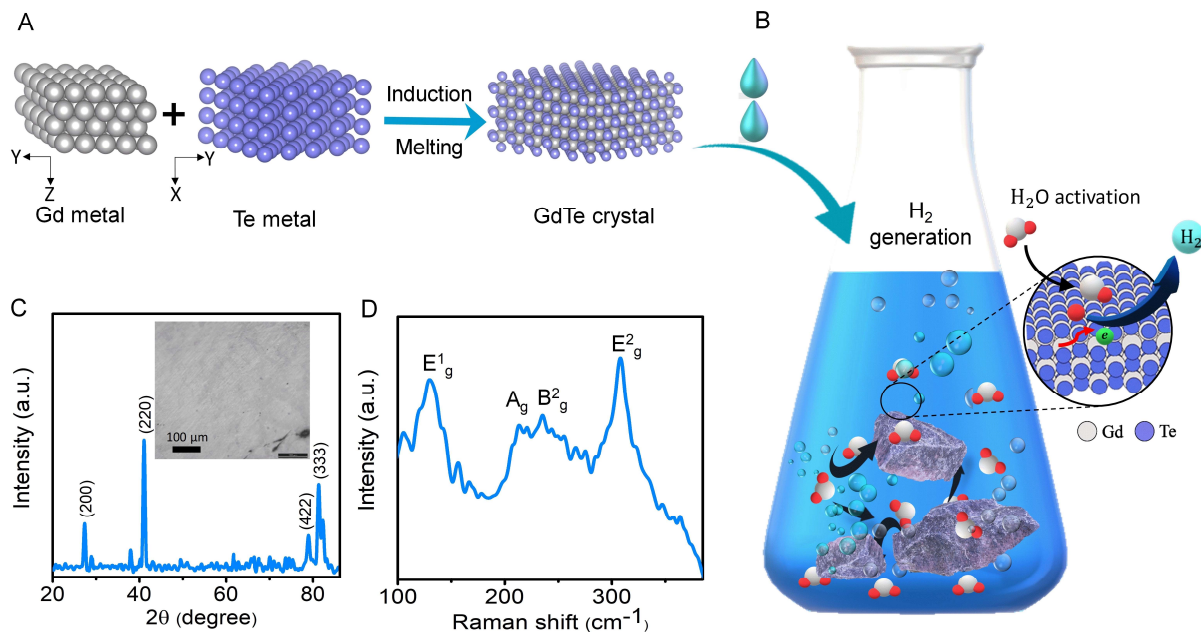 A
Induction
Melting
Y
Z
X
Y
Gd metal
Te metal
GdTe crystal
B
H₂
generation
H₂O activation
H₂
e
Gd
Te
C
Intensity (a.u.)
100 μm
(200)
(220)
(422)
(333)
20 40 60 80
2θ (degree)
D
Intensity (a.u.)
E¹g
Ag
B²g
E²g
100 200 300
Raman shift (cm⁻¹)